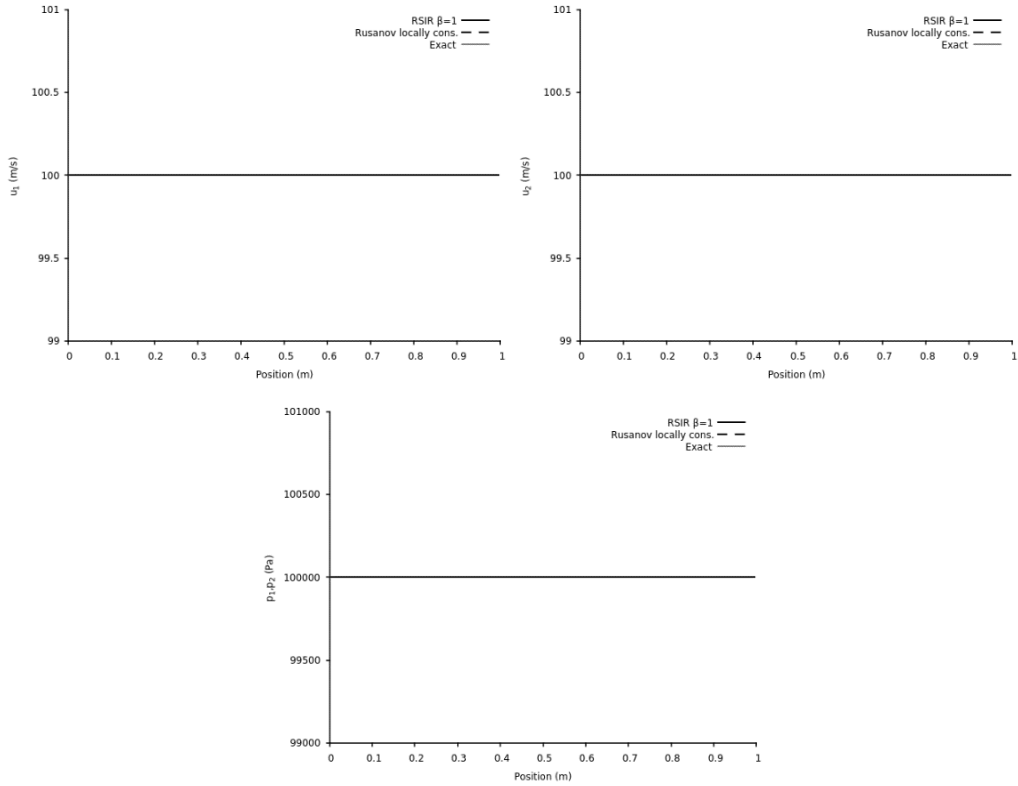 101
100.5
100
99.5
99
u₁ (m/s)
RSIR β=1
Rusanov locally cons.
Exact
0 0.1 0.2 0.3 0.4 0.5 0.6 0.7 0.8 0.9 1
Position (m)
101
100.5
100
99.5
99
u₂ (m/s)
RSIR β=1
Rusanov locally cons.
Exact
0 0.1 0.2 0.3 0.4 0.5 0.6 0.7 0.8 0.9 1
Position (m)
101000
100500
100000
99500
99000
p₁,p₂ (Pa)
RSIR β=1
Rusanov locally cons.
Exact
0 0.1 0.2 0.3 0.4 0.5 0.6 0.7 0.8 0.9 1
Position (m)